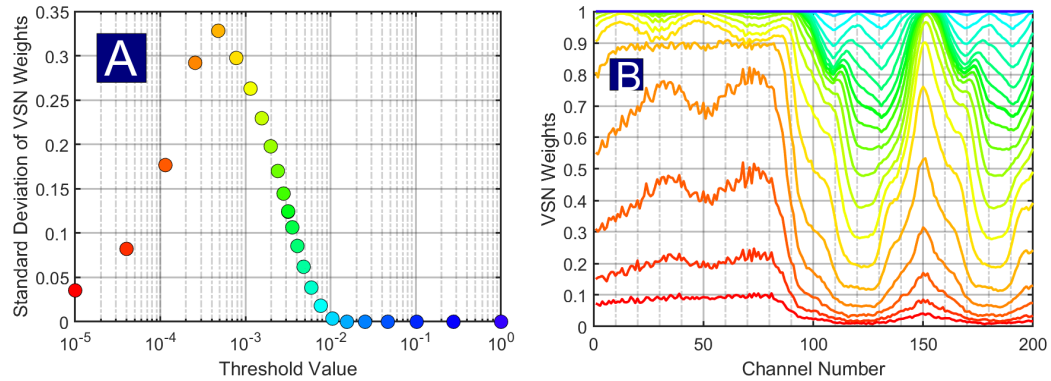 A
Standard Deviation of VSN Weights
0.35
0.3
0.25
0.2
0.15
0.1
0.05
0
10-5 10-4 10-3 10-2 10-1 100
Threshold Value
B
VSN Weights
1
0.9
0.8
0.7
0.6
0.5
0.4
0.3
0.2
0.1
0
0 50 100 150 200
Channel Number